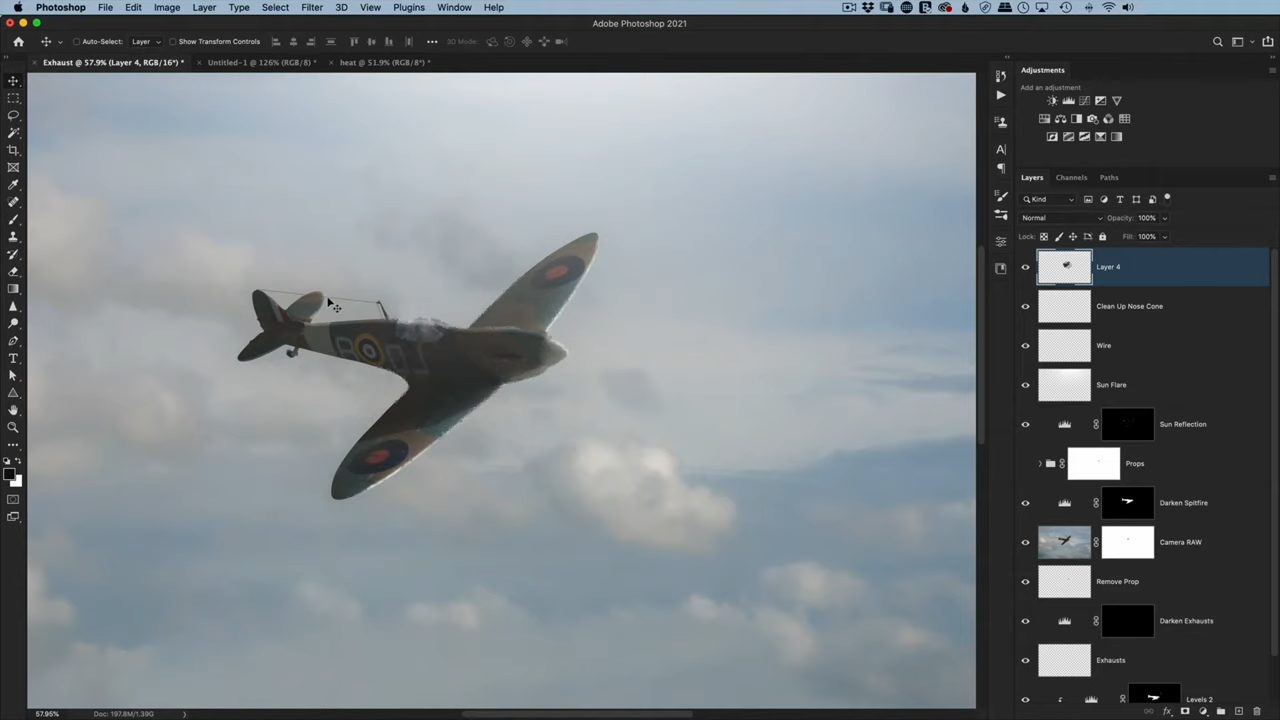 Photoshop File Edit Image Layer Type Select Filter 3D View Plugins Window Help
Adobe Photoshop 2021
Auto-Select: Layer Show Transform Controls 3D Mode:
Exhaust @ 57.9% (Layer 4, RGB/16*) * Untitled-1 @ 126% (RGB/8) * heat @ 51.9% (RGB/8*) *
Adjustments
Add an adjustment
Layers Channels Paths
Kind
Normal Opacity: 100%
Lock: Fill: 100%
Layer 4
Clean Up Nose Cone
Wire
Sun Flare
Sun Reflection
Props
Darken Spitfire
Camera RAW
Remove Prop
Darken Exhausts
Exhausts
Levels 2
57.95% Doc: 197.8M/1.39G